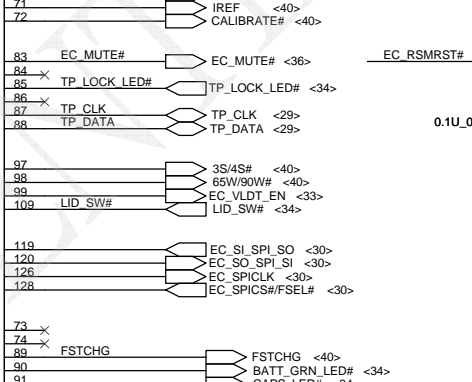 71 IREF <40>
72 CALIBRATE# <40>
83 EC_MUTE# EC_MUTE# <36> EC_RSMRST#
84
85 TP_LOCK_LED# TP_LOCK_LED# <34>
86
87 TP_CLK TP_CLK <29>
88 TP_DATA TP_DATA <29> 0.1U_0
97 3S/4S# <40>
98 65W/90W# <40>
99 EC_VLDT_EN <33>
109 LID_SW# LID_SW# <34>
119 EC_SI_SPI_SO <30>
120 EC_SO_SPI_SI <30>
126 EC_SPICLK <30>
128 EC_SPICS#/FSEL# <30>
73
74
89 FSTCHG FSTCHG <40>
90 BATT_GRN_LED# <34>
91